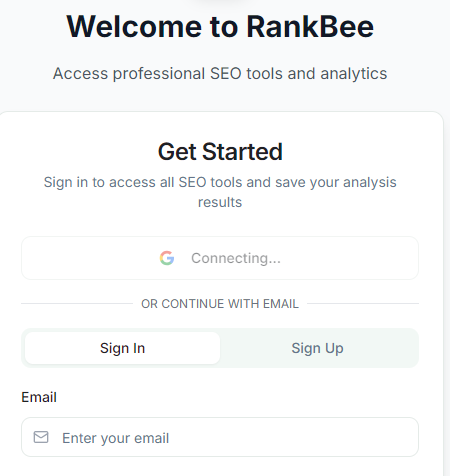 Welcome to RankBee
Access professional SEO tools and analytics
Get Started
Sign in to access all SEO tools and save your analysis
results
Connecting...
OR CONTINUE WITH EMAIL
Sign In
Sign Up
Email
Enter your email